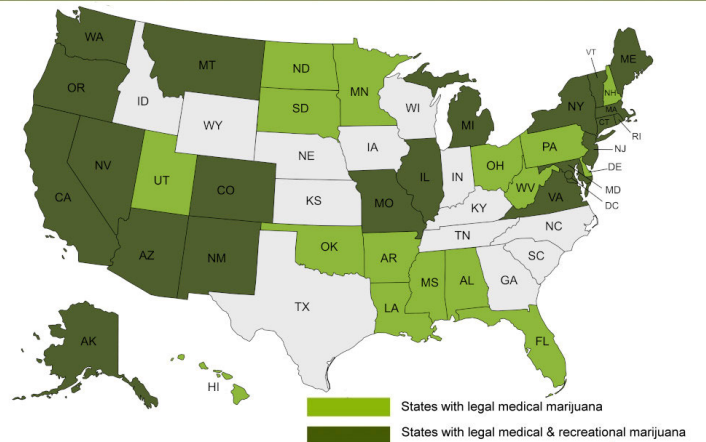 WA
MT
ND
MN
VT
ME
OR
ID
SD
WI
NH
NY
MA
WY
MI
CT
RI
NV
NE
IA
PA
NJ
UT
CO
IL
IN
OH
DE
CA
KS
MO
WV
VA
MD
KY
DC
AZ
NM
OK
AR
TN
NC
SC
TX
MS
AL
GA
LA
AK
FL
HI
States with legal medical marijuana
States with legal medical & recreational marijuana